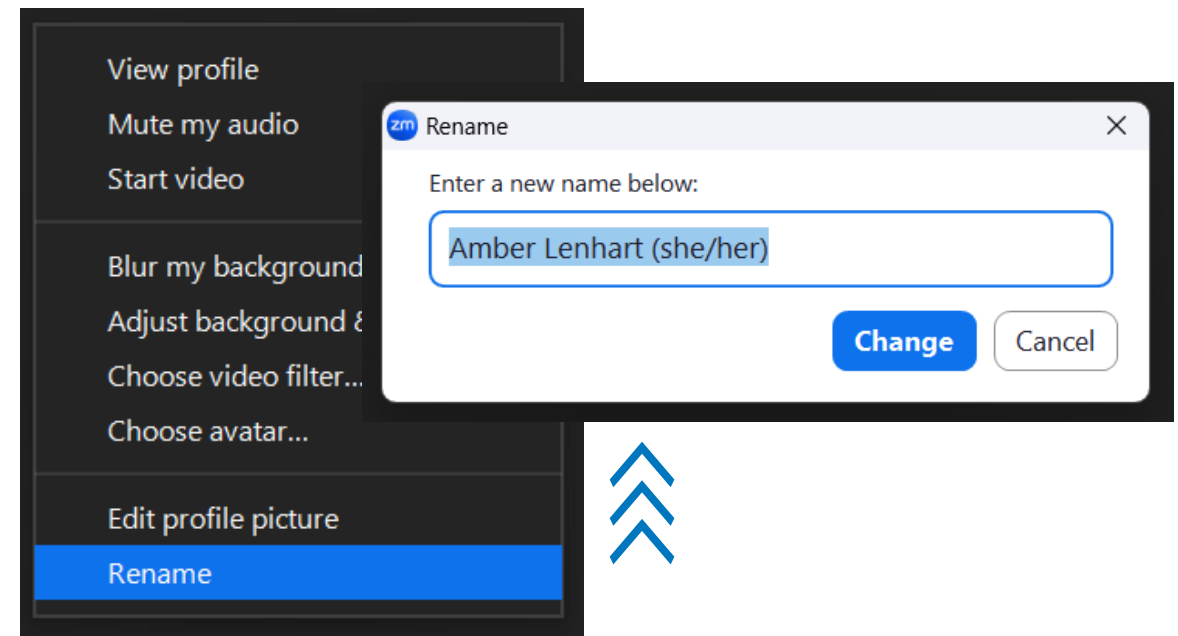 View profile
Mute my audio
Start video
Blur my background
Adjust background &
Choose video filter...
Choose avatar...
Edit profile picture
Rename
zm Rename
Enter a new name below:
Amber Lenhart (she/her)
Change Cancel